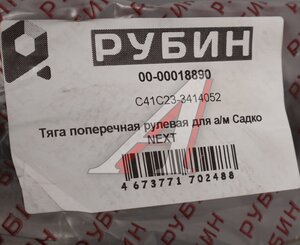 РУБИН
00-00018890
C41C23-3414052
Тяга поперечная рулевая для а/м Садко
NEXT
4 673771 702488